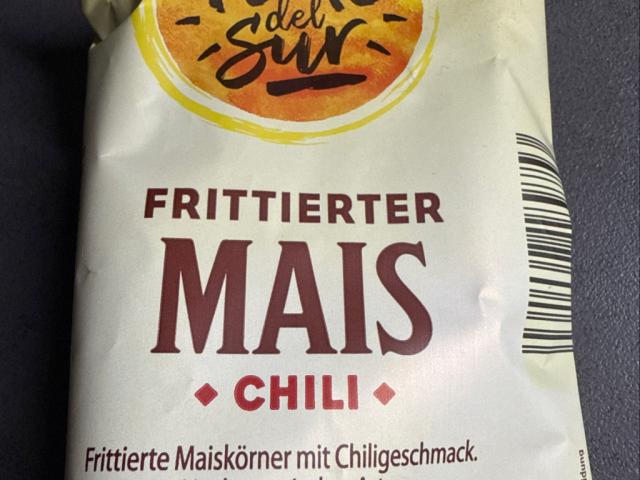 del
Sur
FRITTIERTER
MAIS
CHILI
Frittierte Maiskörner mit Chiligeschmack.